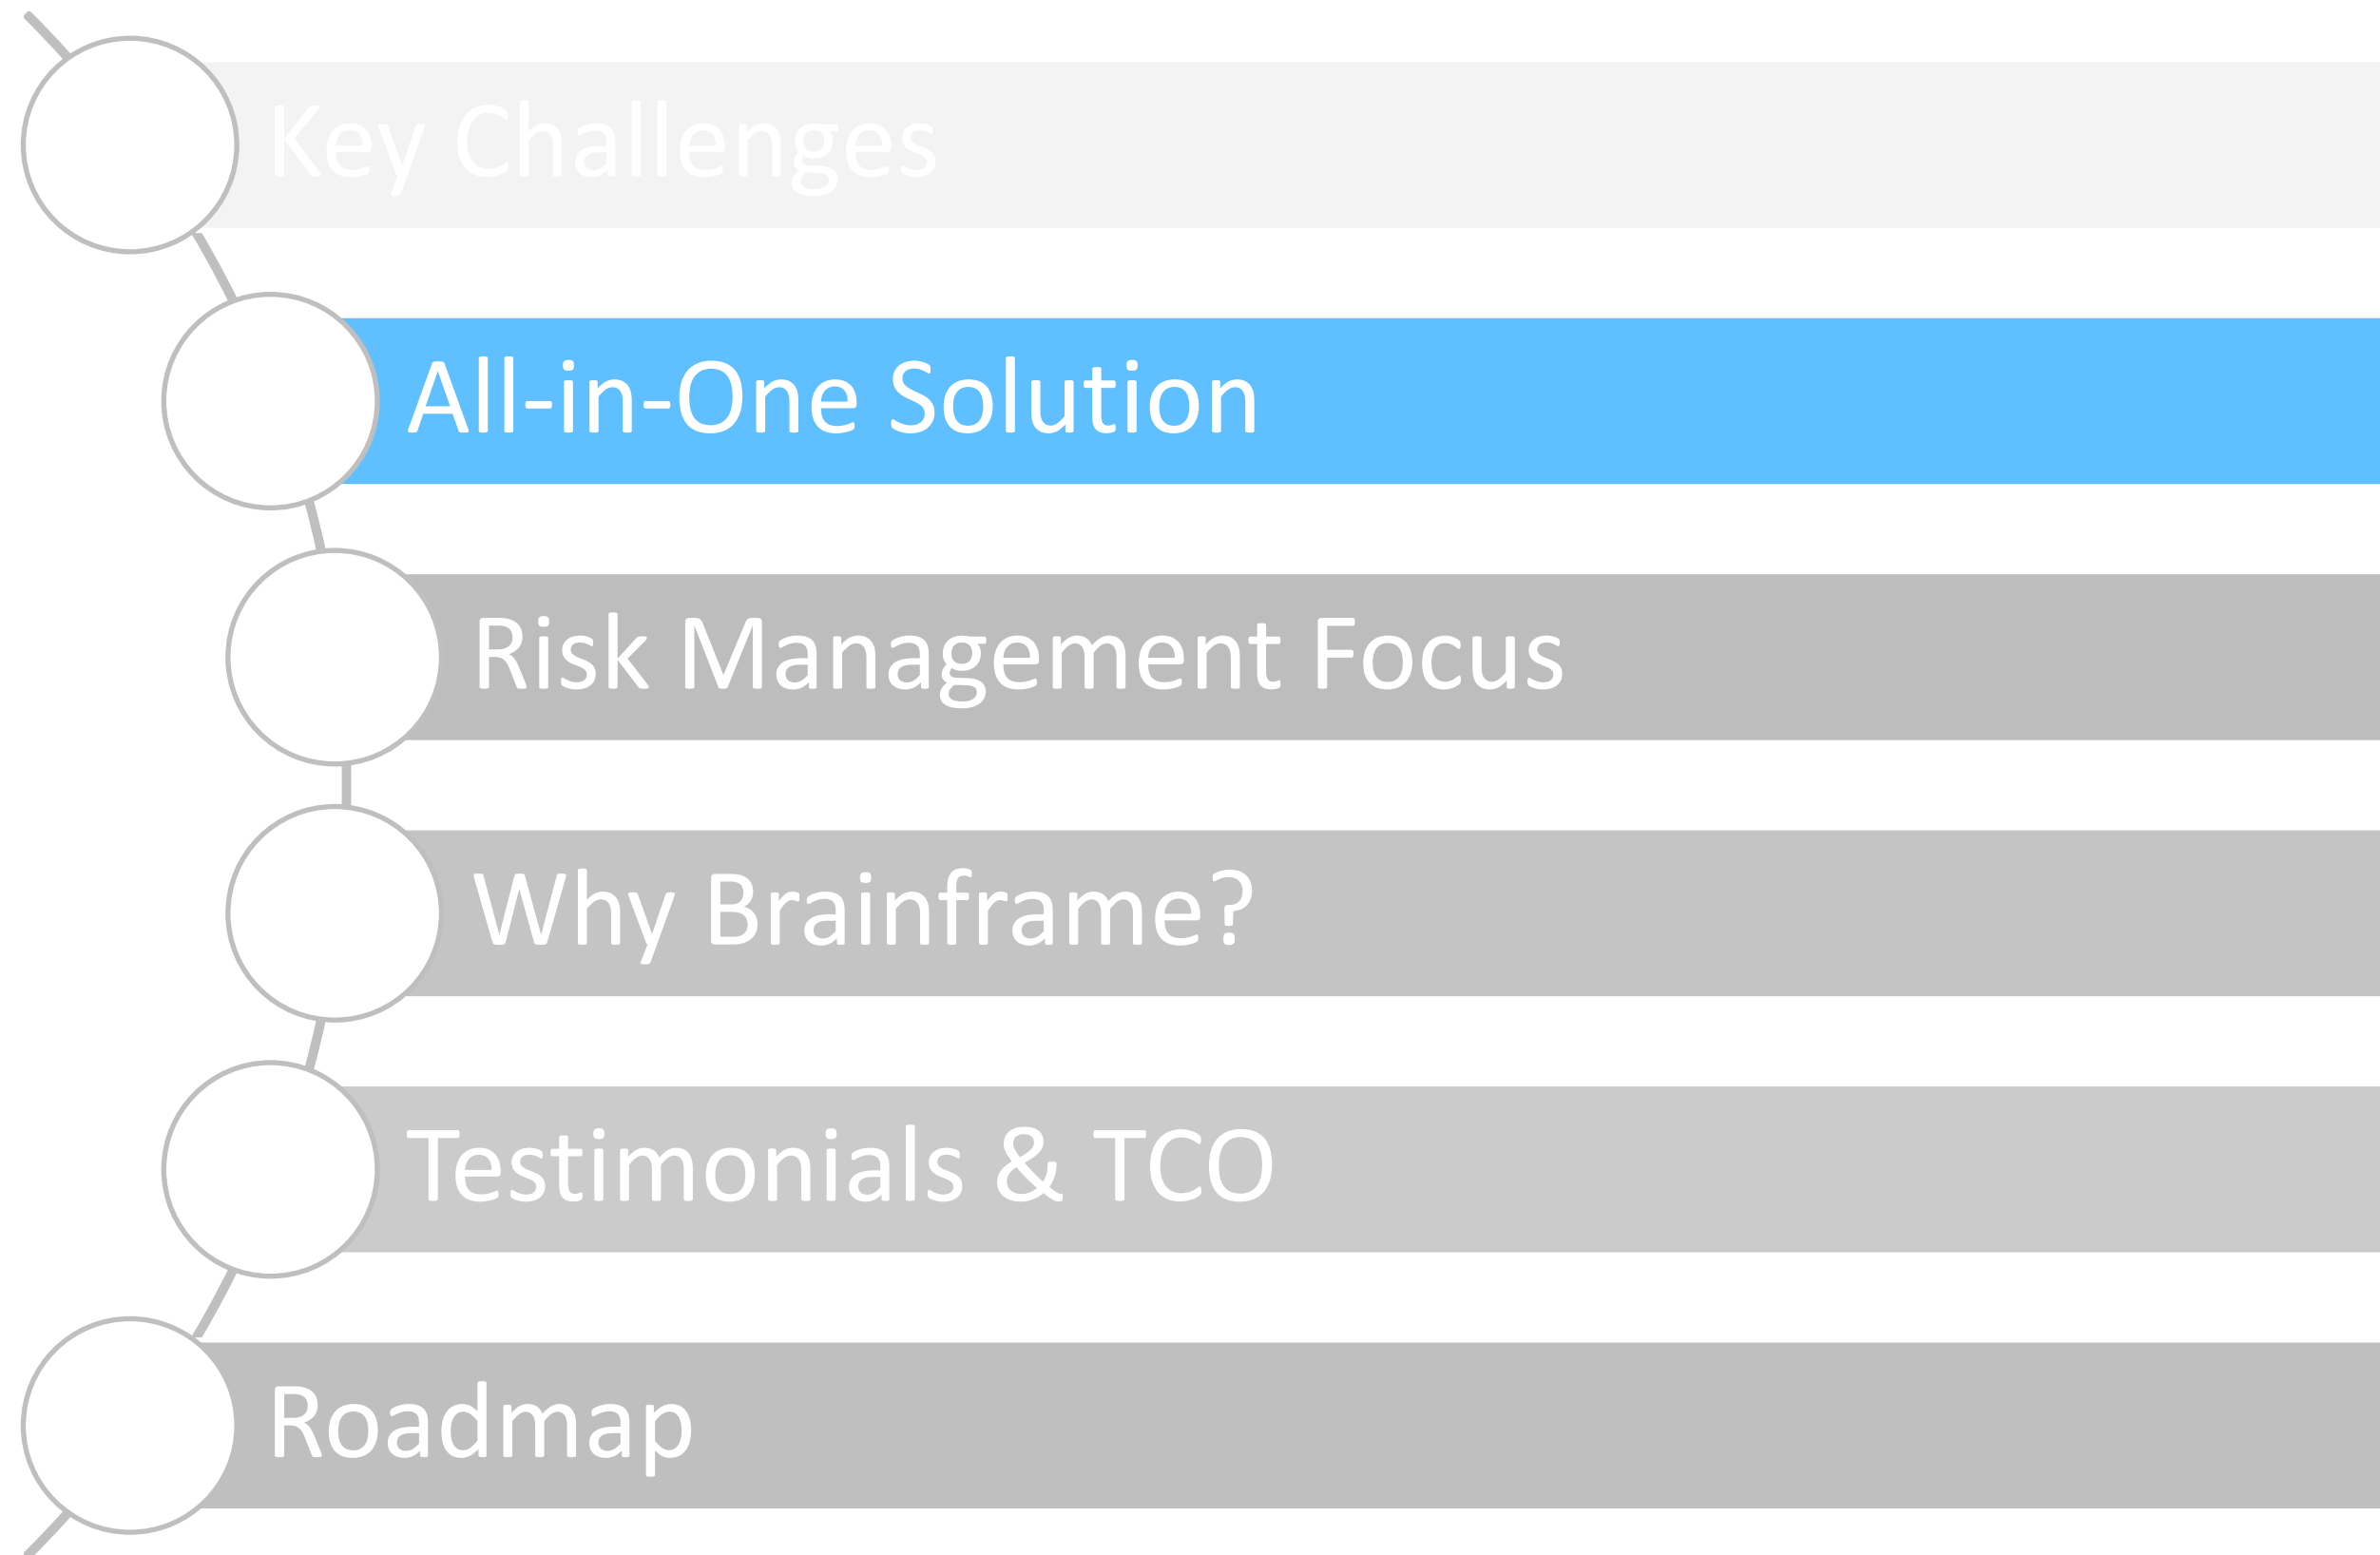 Key Challenges
All-in-One Solution
Risk Management Focus
Why Brainframe?
Testimonials & TCO
Roadmap